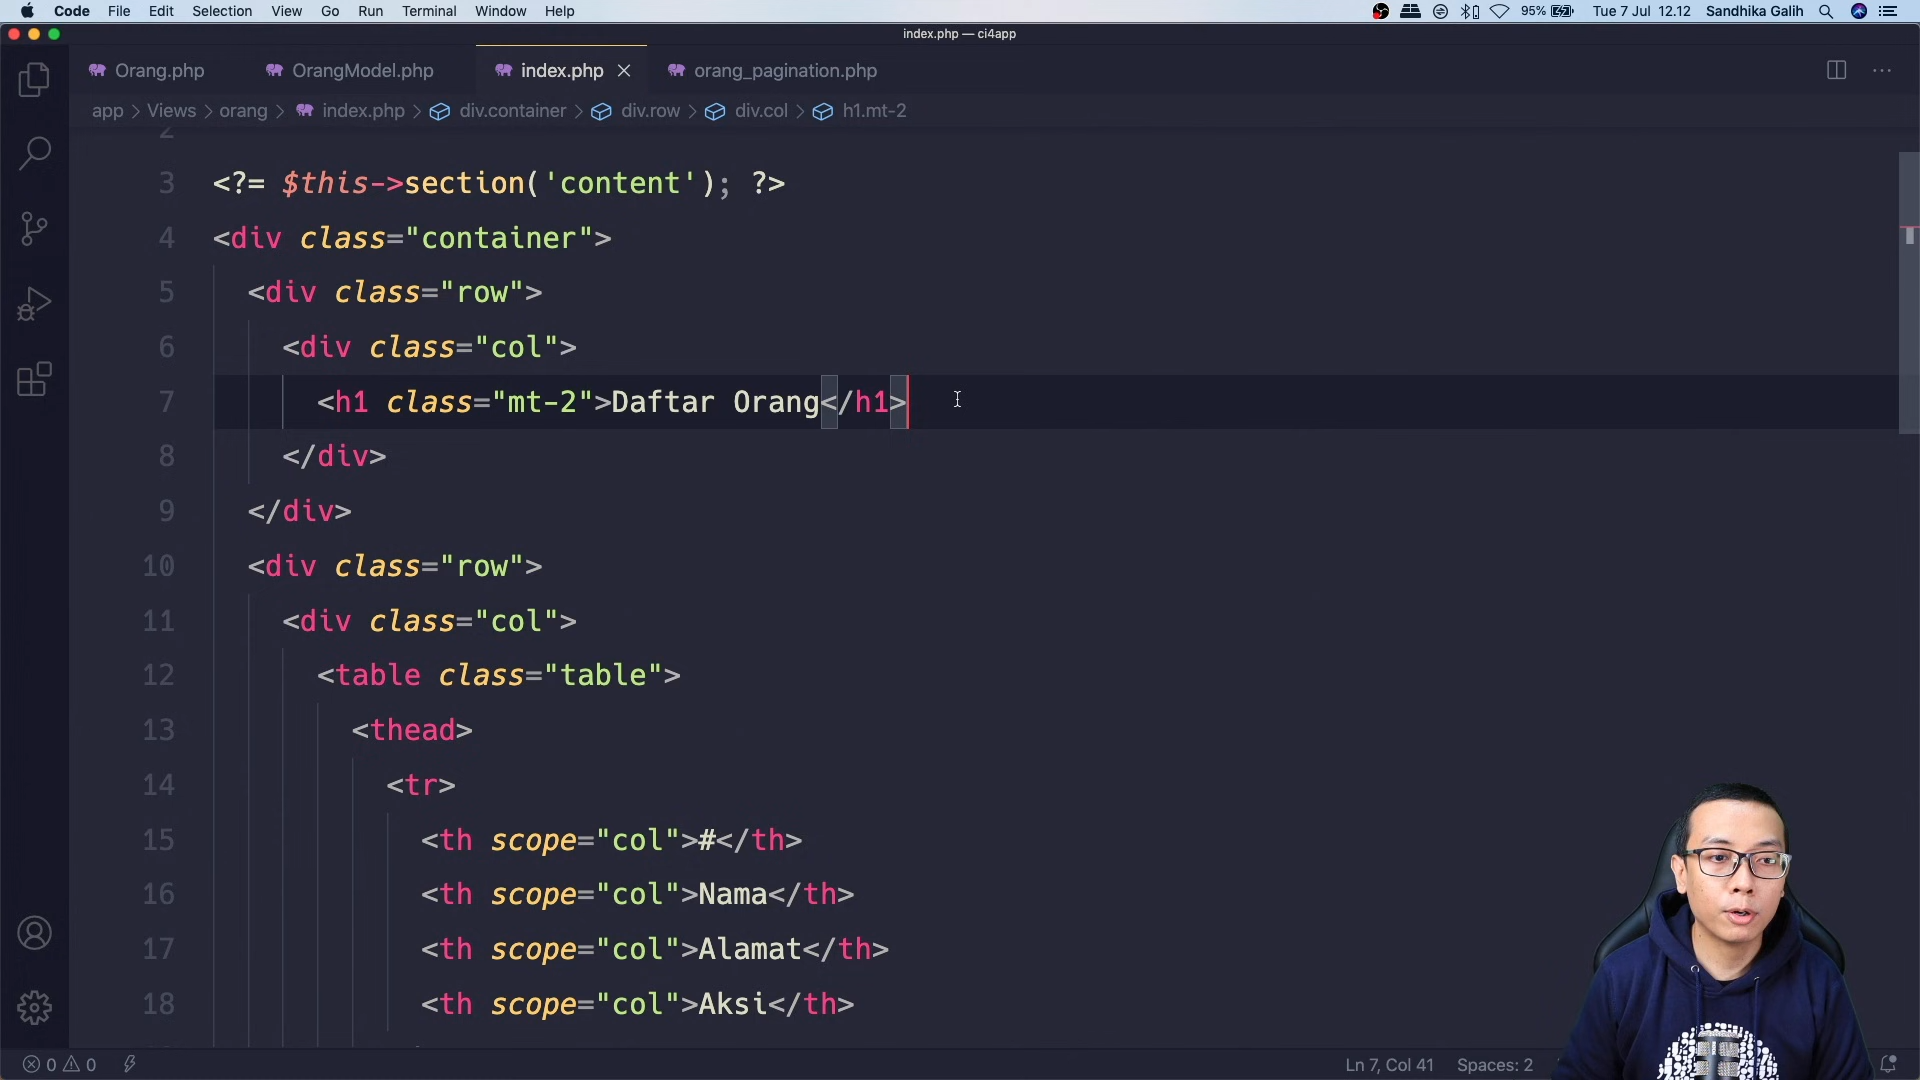 Code File Edit Selection View Go Run Terminal Window Help 95% Tue 7 Jul 12.12 Sandhika Galih
index.php — ci4app
Orang.php OrangModel.php index.php orang_pagination.php
app > Views > orang > index.php > div.container > div.row > div.col > h1.mt-2
2
3 <?= $this->section('content'); ?>
4 <div class="container">
5 <div class="row">
6 <div class="col">
7 <h1 class="mt-2">Daftar Orang</h1>
8 </div>
9 </div>
10 <div class="row">
11 <div class="col">
12 <table class="table">
13 <thead>
14 <tr>
15 <th scope="col">#</th>
16 <th scope="col">Nama</th>
17 <th scope="col">Alamat</th>
18 <th scope="col">Aksi</th>
0 0 Ln 7, Col 41 Spaces: 2